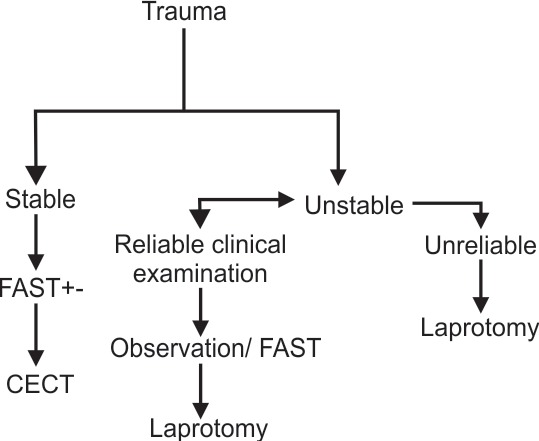 Trauma
Stable
Unstable
Reliable clinical
examination
Unreliable
FAST+-
Observation/ FAST
Laprotomy
CECT
Laprotomy